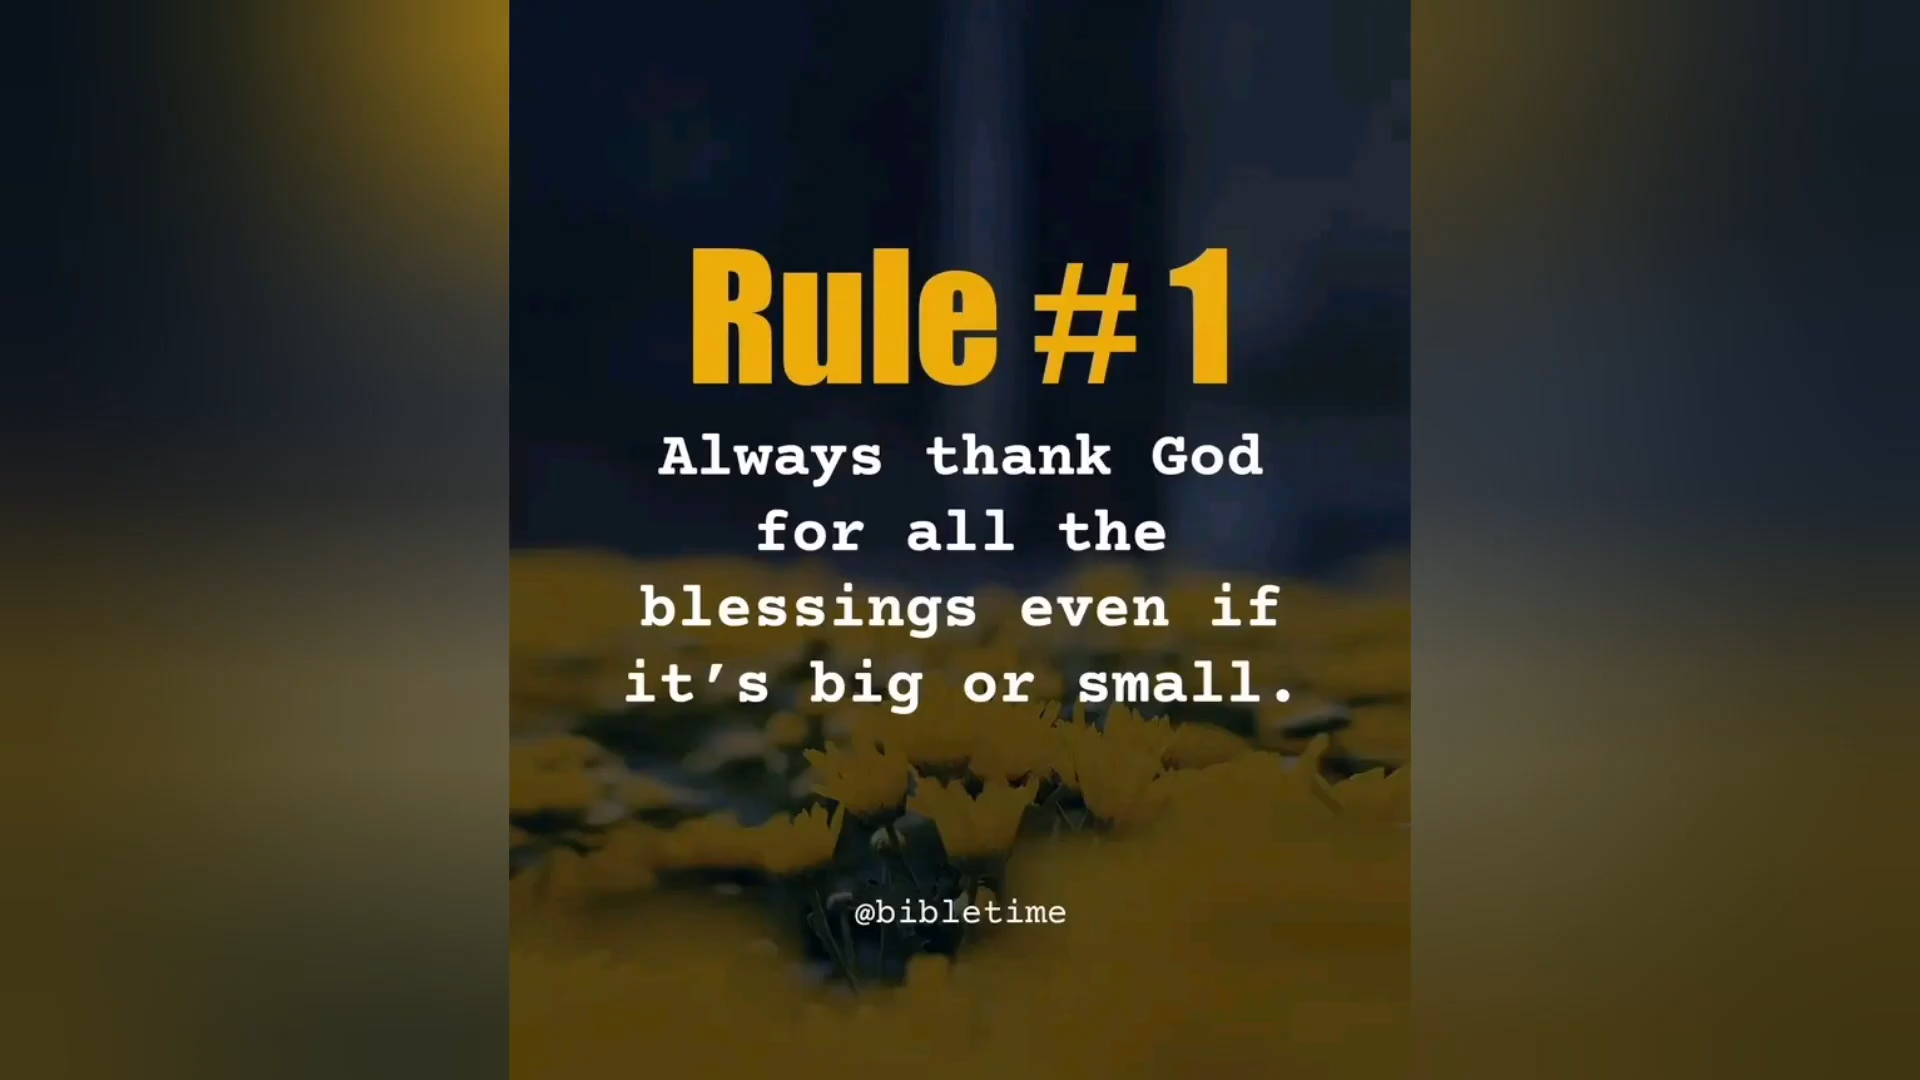 Rule # 1
Always thank God
for all the
blessings even if
it’s big or small.
@bibletime